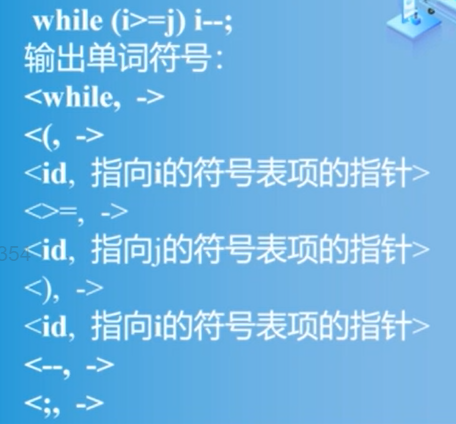 while (i>=j) i--;
输出单词符号：
<while, ->
<(, ->
<id, 指向i的符号表项的指针>
<>=, ->
354
<id, 指向j的符号表项的指针>
<), ->
<id, 指向i的符号表项的指针>
<--, ->
<;, ->